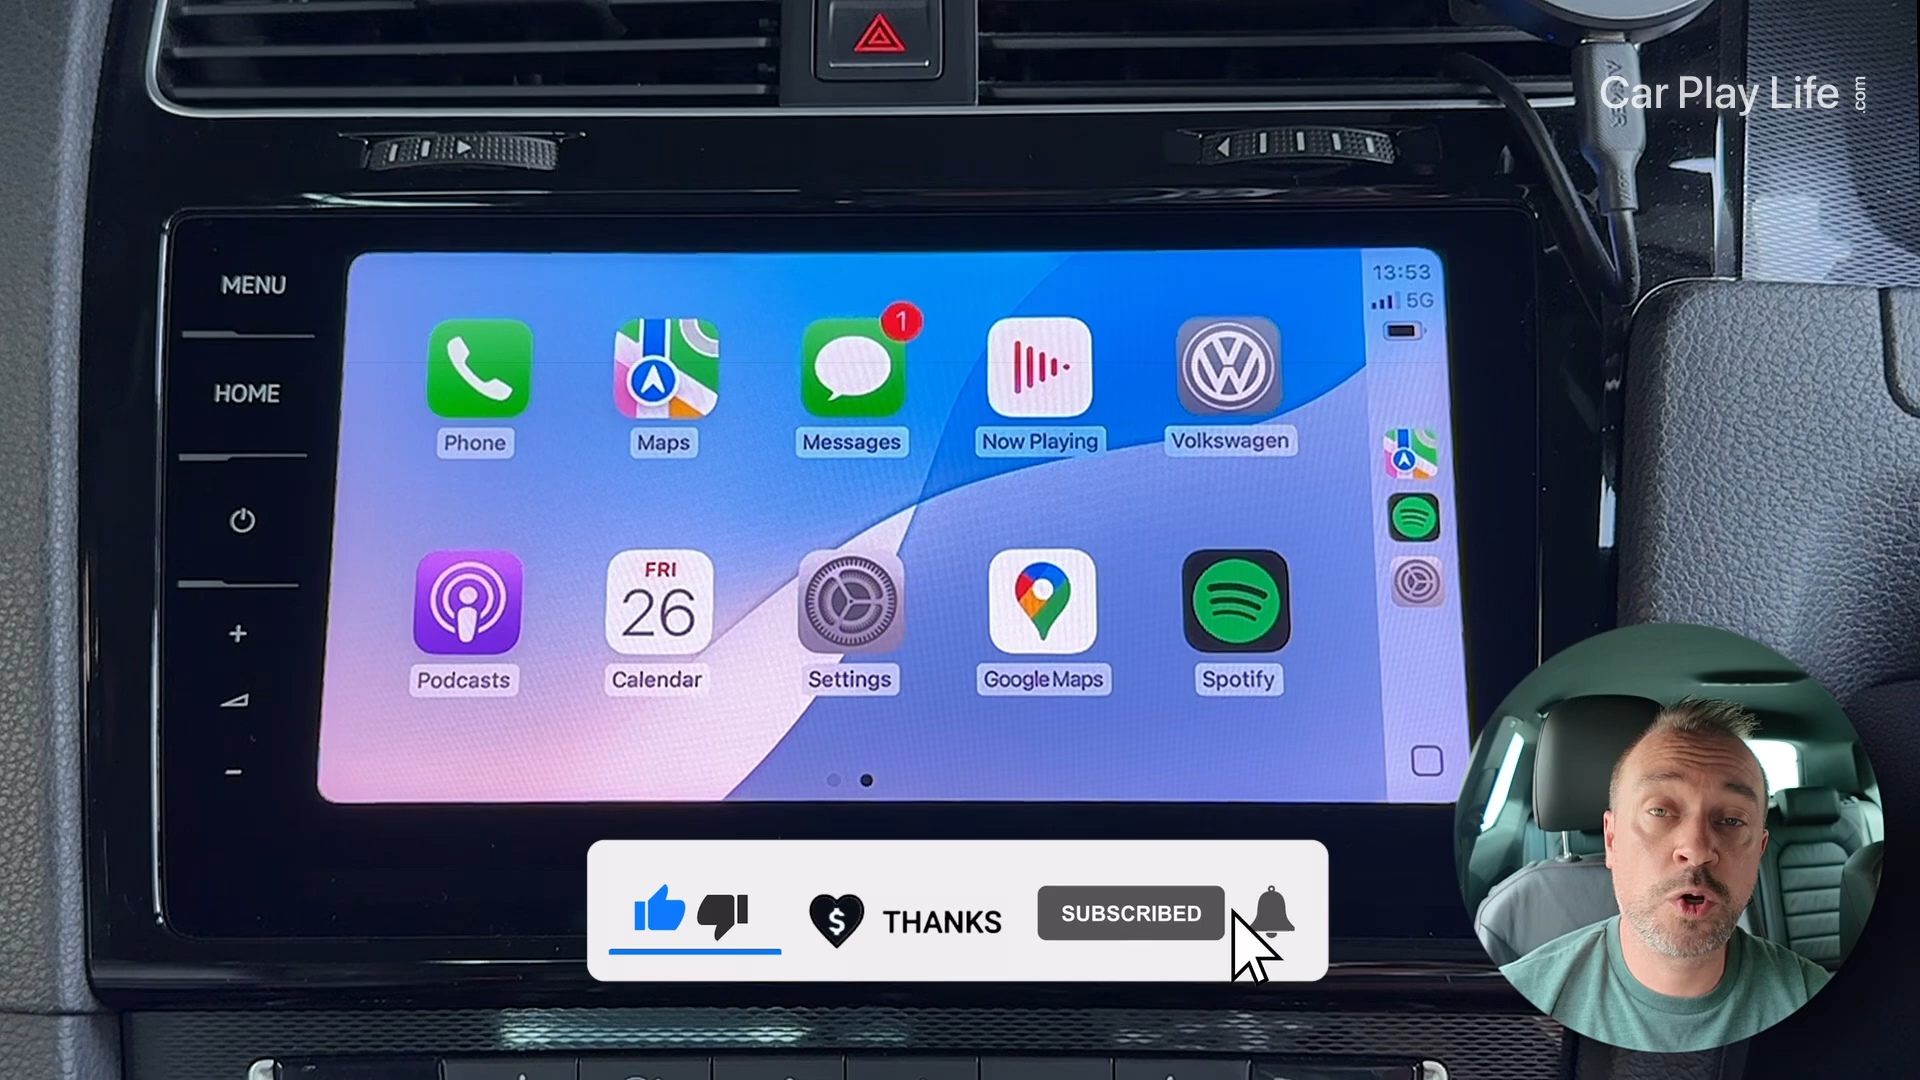 Car Play Life .com
MENU
HOME
13:53
5G
1
Phone
Maps
Messages
Now Playing
Volkswagen
FRI
26
Podcasts
Calendar
Settings
Google Maps
Spotify
$ THANKS
SUBSCRIBED